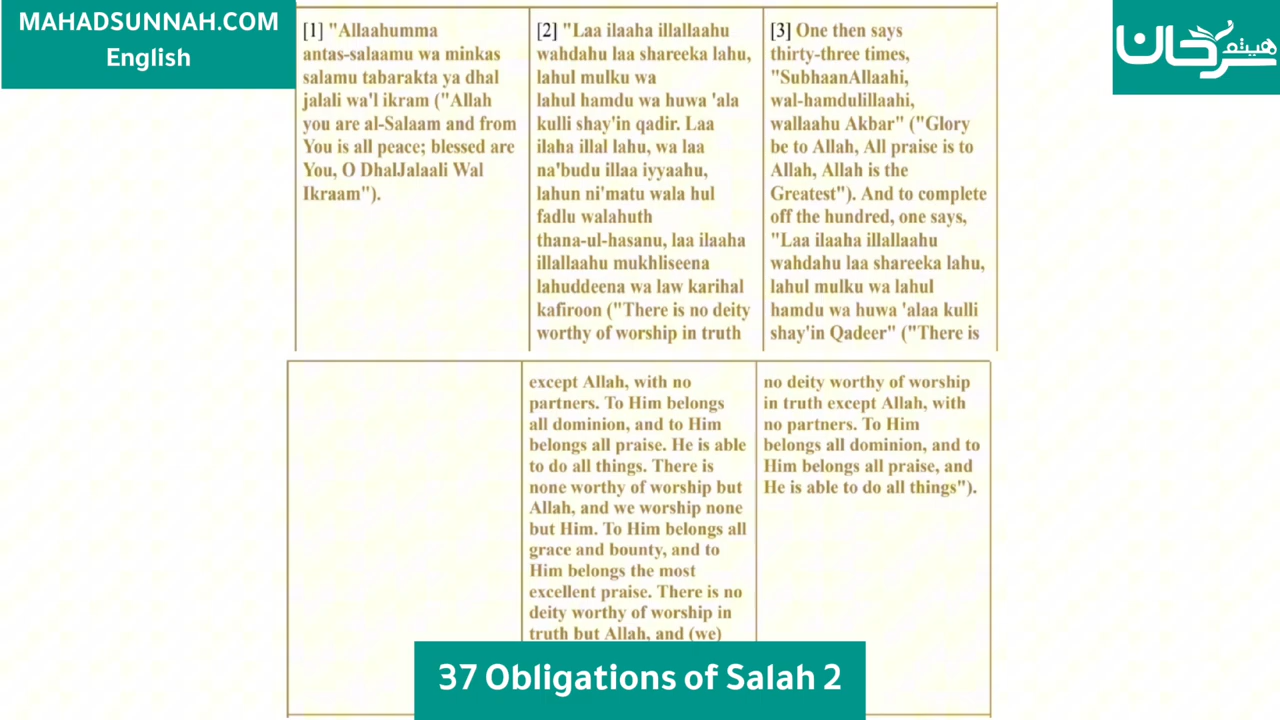 MAHADSUNNAH.COM
English
[1] "Allaahumma
antas-salaamu wa minkas
salamu tabarakta ya dhal
jalali wa'l ikram ("Allah
you are al-Salaam and from
You is all peace; blessed are
You, O DhalJalaali Wal
Ikraam").
[2] "Laa ilaaha illallaahu
wahdahu laa shareeka lahu,
lahul mulku wa
lahul hamdu wa huwa 'ala
kulli shay'in qadir. Laa
ilaha illal lahu, wa laa
na'budu illaa iyyaahu,
lahun ni'matu wala hul
fadlu walahuth
thana-ul-hasanu, laa ilaaha
illallaahu mukhliseena
lahuddeena wa law karihal
kafiroon ("There is no deity
worthy of worship in truth
except Allah, with no
partners. To Him belongs
all dominion, and to Him
belongs all praise. He is able
to do all things. There is
none worthy of worship but
Allah, and we worship none
but Him. To Him belongs all
grace and bounty, and to
Him belongs the most
excellent praise. There is no
deity worthy of worship in
truth but Allah, and (we)
[3] One then says
thirty-three times,
"SubhaanAllaahi,
wal-hamdulillaahi,
wallaahu Akbar" ("Glory
be to Allah, All praise is to
Allah, Allah is the
Greatest"). And to complete
off the hundred, one says,
"Laa ilaaha illallaahu
wahdahu laa shareeka lahu,
lahul mulku wa lahul
hamdu wa huwa 'alaa kulli
shay'in Qadeer" ("There is
no deity worthy of worship
in truth except Allah, with
no partners. To Him
belongs all dominion, and to
Him belongs all praise, and
He is able to do all things").
37 Obligations of Salah 2